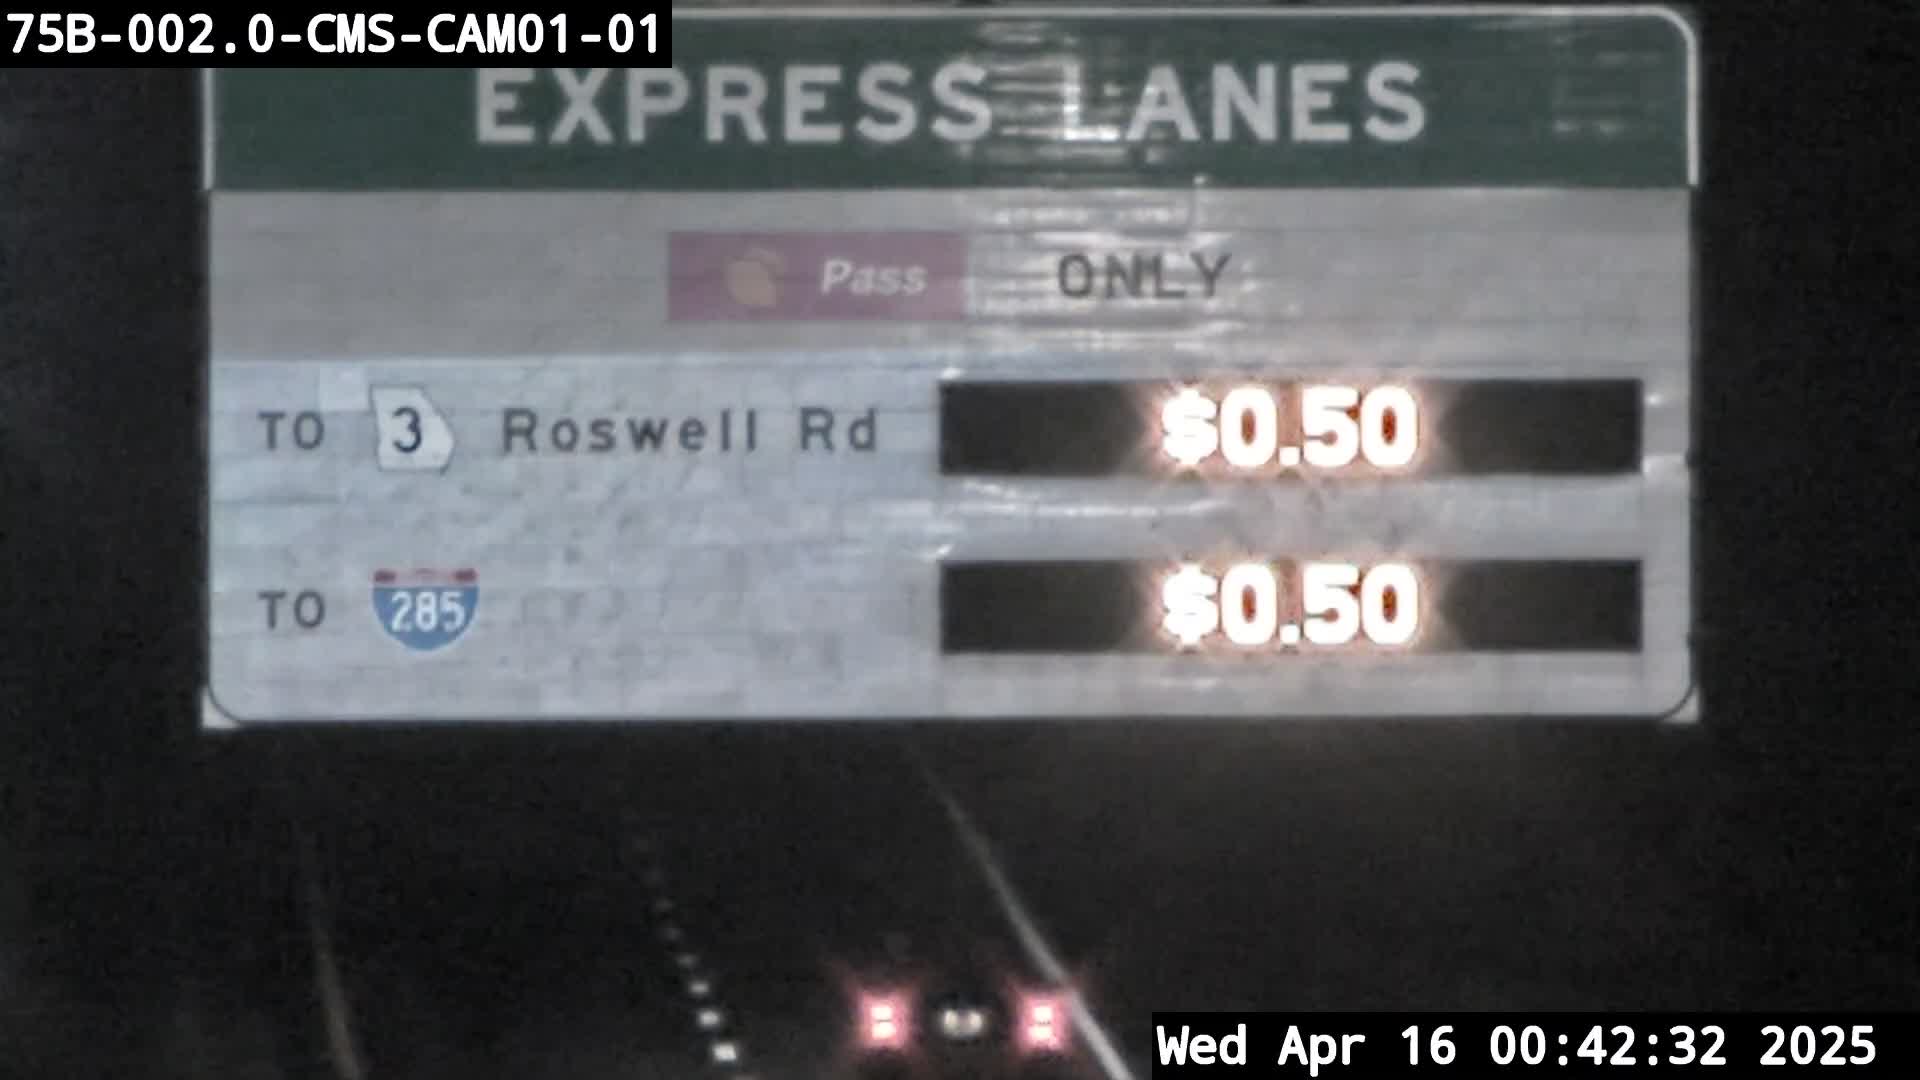 75B-002.0-CMS-CAM01-01
EXPRESS LANES
Pass ONLY
TO 3 Roswell Rd $0.50
TO 285 $0.50
Wed Apr 16 00:42:32 2025